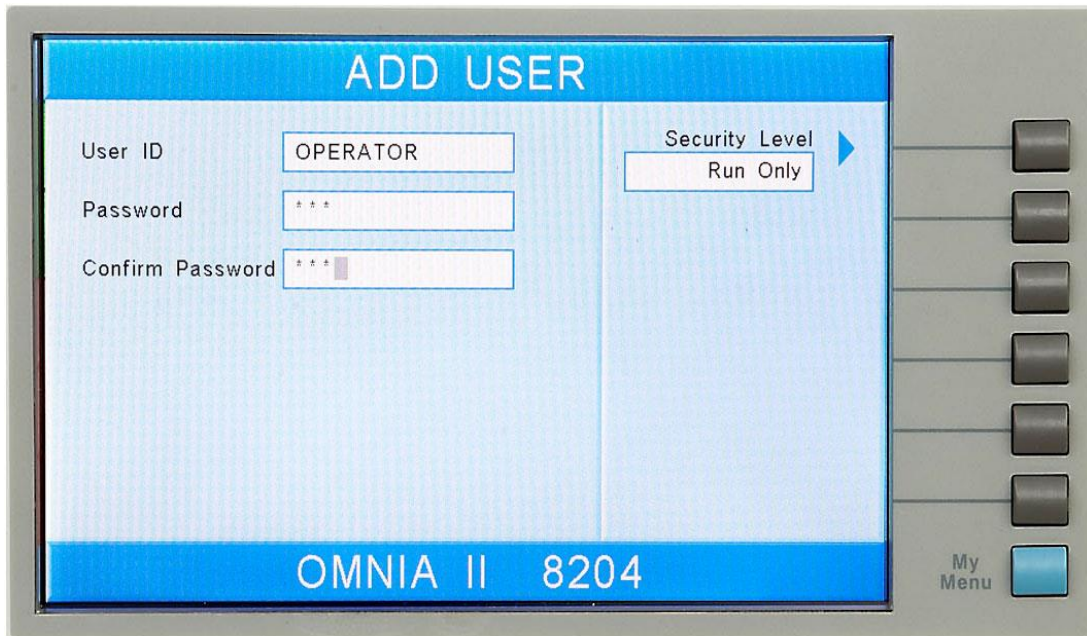 ADD USER
User ID
OPERATOR
Password
***
Confirm Password
***
Security Level
Run Only
OMNIA II 8204
My
Menu